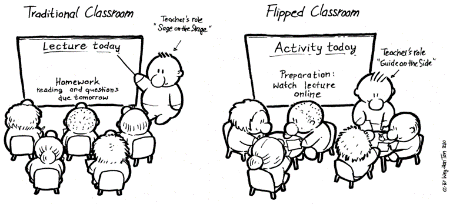 Traditional Classroom
Teacher's role
"Sage on the Stage"
Lecture today
Homework
reading and questions
due tomorrow
Flipped Classroom
Teacher's role
"Guide on the Side"
Activity today
Preparation:
watch lecture
online